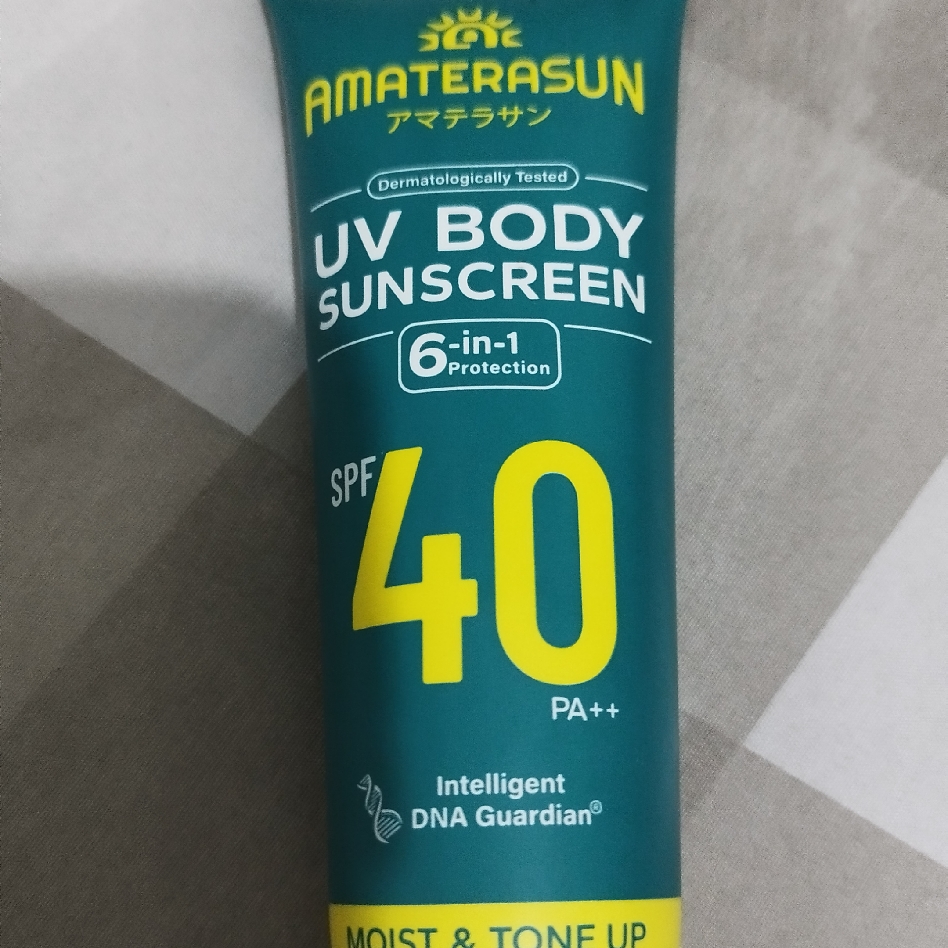 AMATERASUN
アマテラサン
Dermatologically Tested
UV BODY
SUNSCREEN
6-in-1
Protection
SPF 40
PA++
Intelligent
DNA Guardian®
MOIST & TONE UP